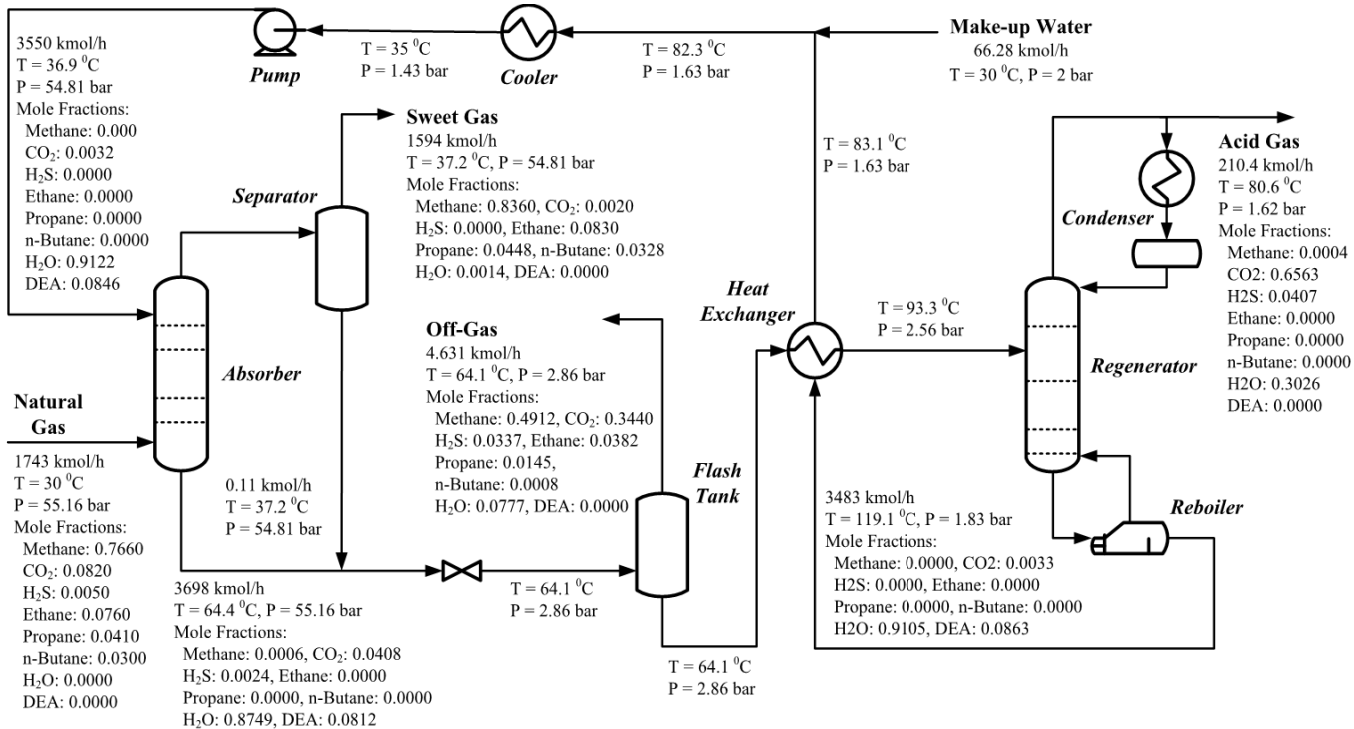 3550 kmol/h
T = 36.9 ⁰C
P = 54.81 bar
Mole Fractions:
Methane: 0.000
CO₂: 0.0032
H₂S: 0.0000
Ethane: 0.0000
Propane: 0.0000
n-Butane: 0.0000
H₂O: 0.9122
DEA: 0.0846
Pump
T = 35 ⁰C
P = 1.43 bar
Cooler
T = 82.3 ⁰C
P = 1.63 bar
Make-up Water
66.28 kmol/h
T = 30 ⁰C, P = 2 bar
Separator
Sweet Gas
1594 kmol/h
T = 37.2 ⁰C, P = 54.81 bar
Mole Fractions:
Methane: 0.8360, CO₂: 0.0020
H₂S: 0.0000, Ethane: 0.0830
Propane: 0.0448, n-Butane: 0.0328
H₂O: 0.0014, DEA: 0.0000
T = 83.1 ⁰C
P = 1.63 bar
Condenser
Acid Gas
210.4 kmol/h
T = 80.6 ⁰C
P = 1.62 bar
Mole Fractions:
Methane: 0.0004
CO2: 0.6563
H2S: 0.0407
Ethane: 0.0000
Propane: 0.0000
n-Butane: 0.0000
H2O: 0.3026
DEA: 0.0000
Absorber
Natural
Gas
1743 kmol/h
T = 30 ⁰C
P = 55.16 bar
Mole Fractions:
Methane: 0.7660
CO₂: 0.0820
H₂S: 0.0050
Ethane: 0.0760
Propane: 0.0410
n-Butane: 0.0300
H₂O: 0.0000
DEA: 0.0000
0.11 kmol/h
T = 37.2 ⁰C
P = 54.81 bar
3698 kmol/h
T = 64.4 ⁰C, P = 55.16 bar
Mole Fractions:
Methane: 0.0006, CO₂: 0.0408
H₂S: 0.0024, Ethane: 0.0000
Propane: 0.0000, n-Butane: 0.0000
H₂O: 0.8749, DEA: 0.0812
Off-Gas
4.631 kmol/h
T = 64.1 ⁰C, P = 2.86 bar
Mole Fractions:
Methane: 0.4912, CO₂: 0.3440
H₂S: 0.0337, Ethane: 0.0382
Propane: 0.0145,
n-Butane: 0.0008
H₂O: 0.0777, DEA: 0.0000
T = 64.1 ⁰C
P = 2.86 bar
Flash
Tank
T = 64.1 ⁰C
P = 2.86 bar
Heat
Exchanger
T = 93.3 ⁰C
P = 2.56 bar
Regenerator
3483 kmol/h
T = 119.1 ⁰C, P = 1.83 bar
Mole Fractions:
Methane: 0.0000, CO2: 0.0033
H2S: 0.0000, Ethane: 0.0000
Propane: 0.0000, n-Butane: 0.0000
H2O: 0.9105, DEA: 0.0863
Reboiler